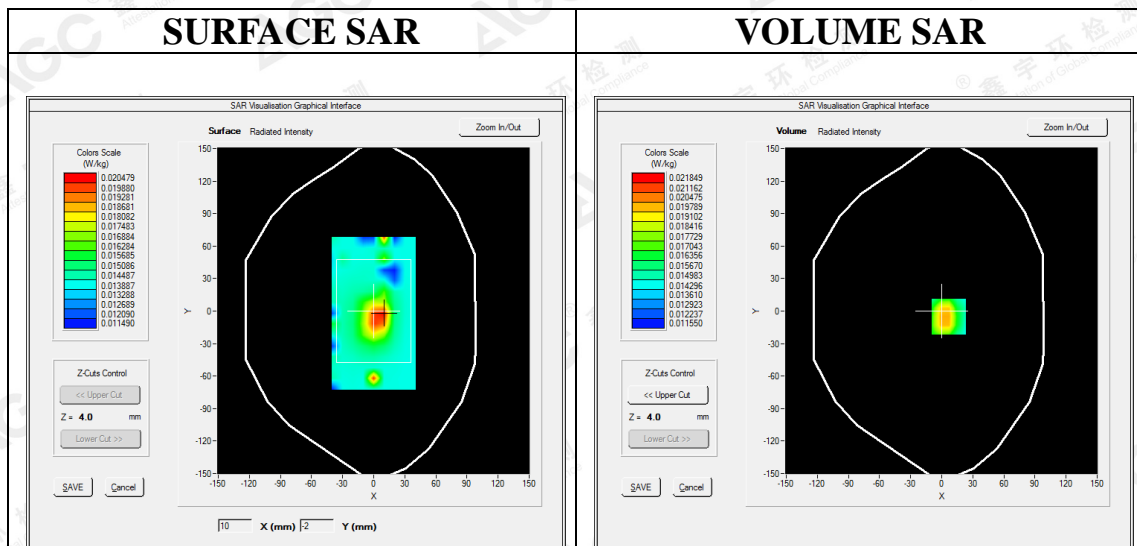 SURFACE SAR
VOLUME SAR
SAR Visualisation Graphical Interface
Surface Radiated Intensity
Zoom In/Out
Colors Scale
(W/kg)
0.020479
0.019880
0.019281
0.018681
0.018082
0.017483
0.016884
0.016284
0.015685
0.015086
0.014487
0.013887
0.013288
0.012689
0.012090
0.011490
150
120
90
60
30
0
-30
-60
-90
-120
-150
Y
-150 -120 -90 -60 -30 0 30 60 90 120 150
X
Z-Cuts Control
<< Upper Cut
Z = 4.0 mm
Lower Cut >>
SAVE Cancel
10 X (mm) -2 Y (mm)
SAR Visualisation Graphical Interface
Volume Radiated Intensity
Zoom In/Out
Colors Scale
(W/kg)
0.021849
0.021162
0.020475
0.019789
0.019102
0.018416
0.017729
0.017043
0.016356
0.015670
0.014983
0.014296
0.013610
0.012923
0.012237
0.011550
150
120
90
60
30
0
-30
-60
-90
-120
-150
Y
-150 -120 -90 -60 -30 0 30 60 90 120 150
X
Z-Cuts Control
<< Upper Cut
Z = 4.0 mm
Lower Cut >>
SAVE Cancel